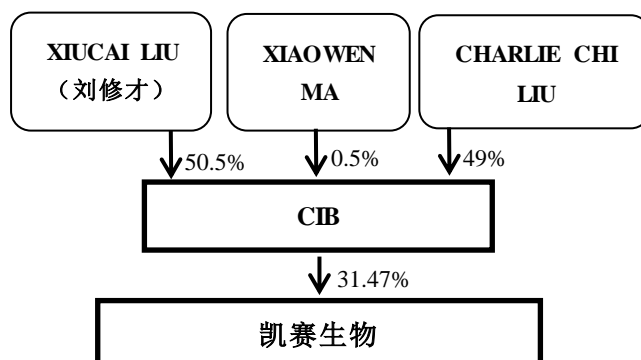 XIUCAI LIU
（刘修才）
XIAOWEN
MA
CHARLIE CHI
LIU
50.5%
0.5%
49%
CIB
31.47%
凯赛生物